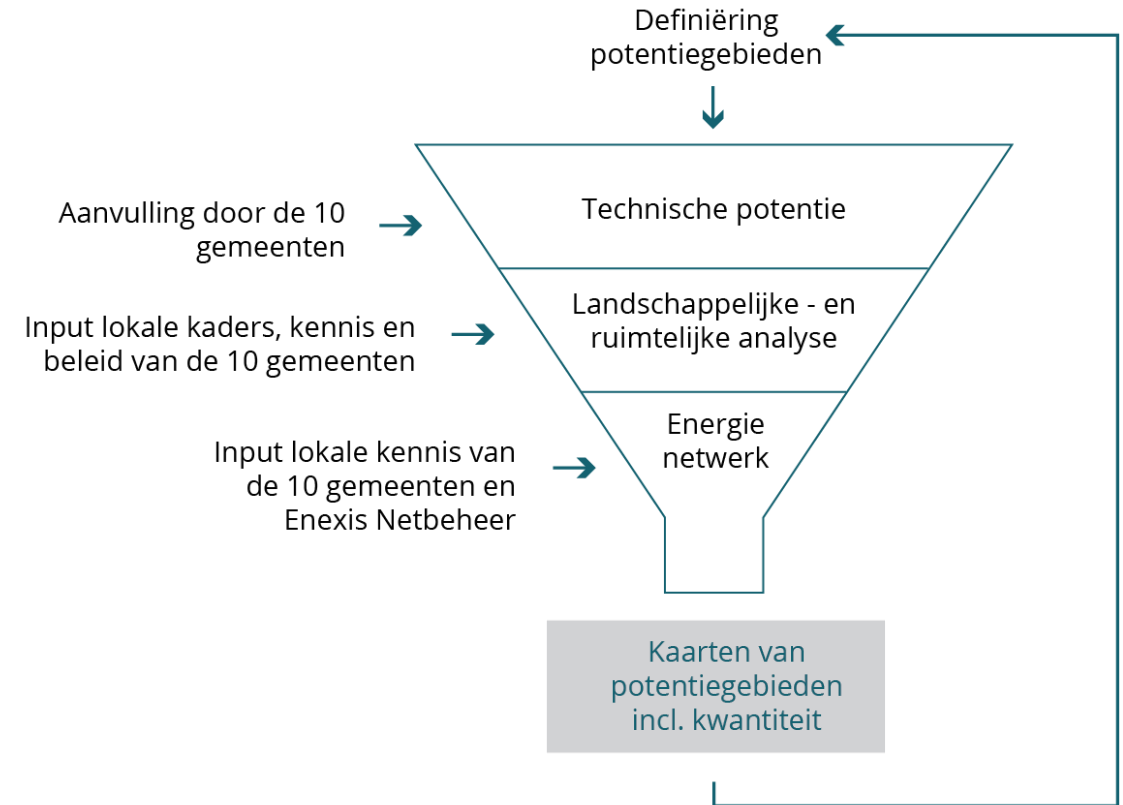 Definiëring
potentiegebieden
Technische potentie
Aanvulling door de 10
gemeenten
Landschappelijke - en
ruimtelijke analyse
Input lokale kaders, kennis en
beleid van de 10 gemeenten
Energie
netwerk
Input lokale kennis van
de 10 gemeenten en
Enexis Netbeheer
Kaarten van
potentiegebieden
incl. kwantiteit